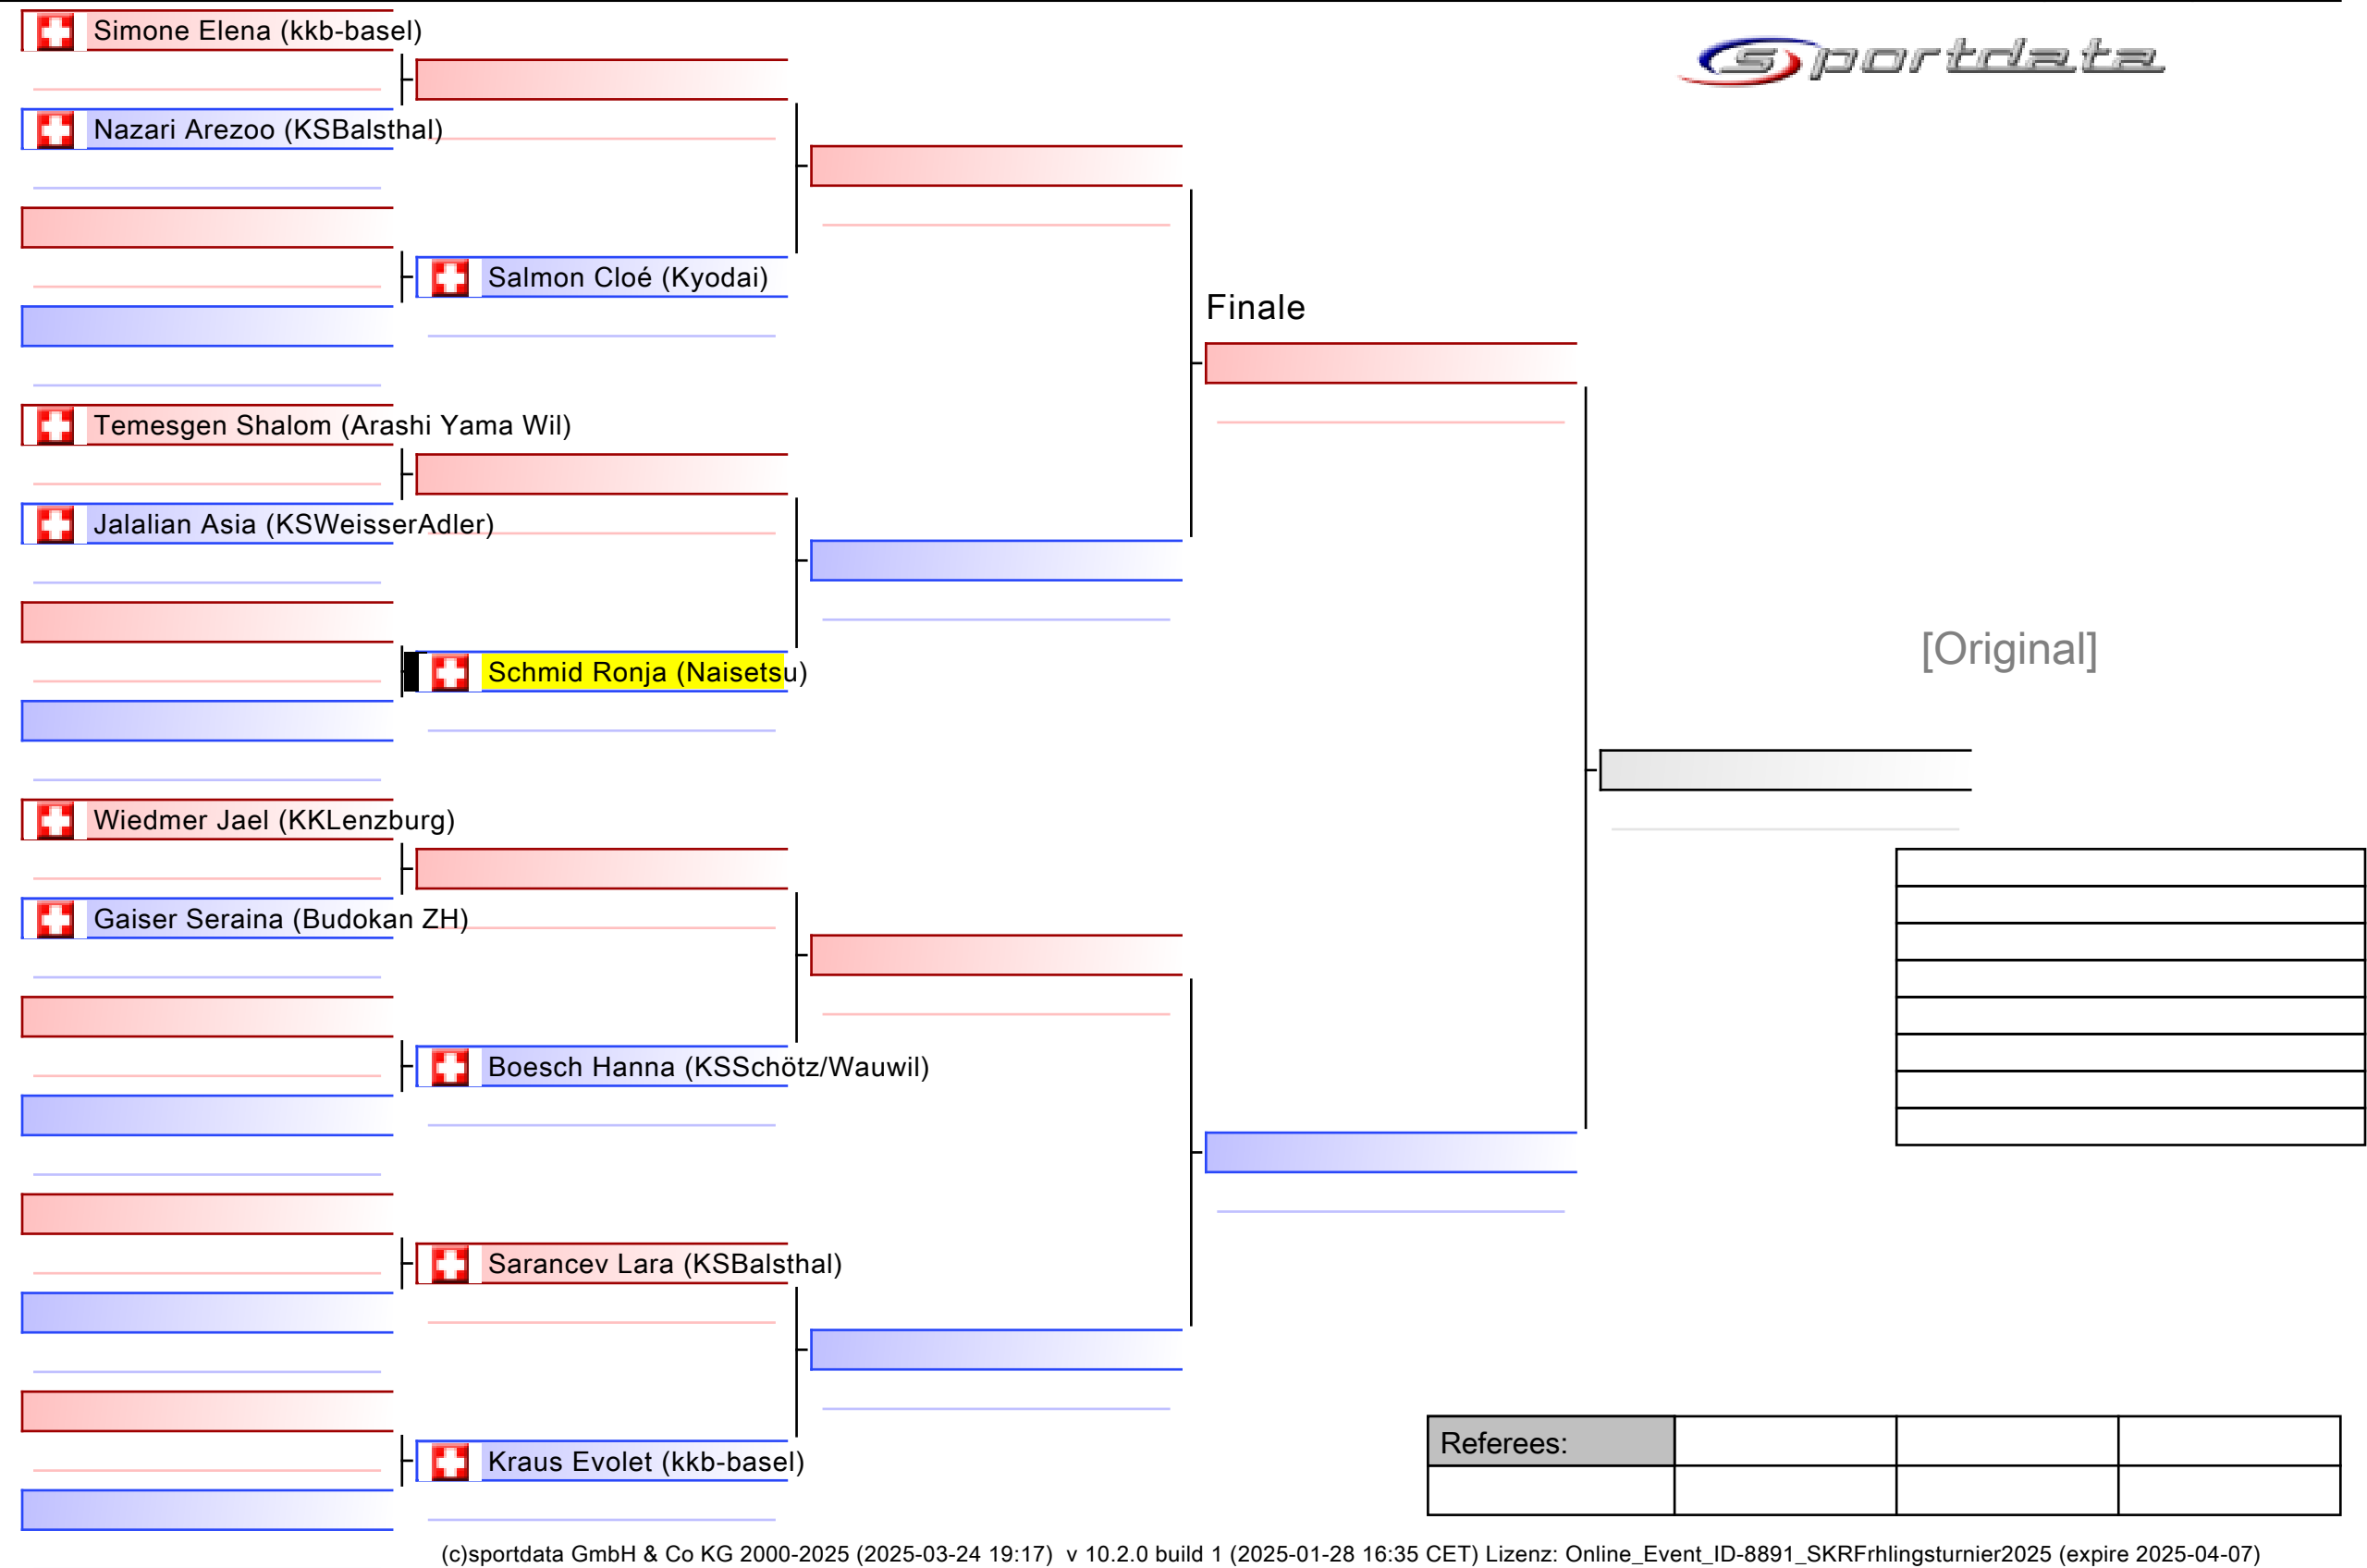 Simone Elena (kkb-basel)
sportdata
Nazari Arezoo (KSBalsthal)
Salmon Cloé (Kyodai)
Finale
Temesgen Shalom (Arashi Yama Wil)
Jalalian Asia (KSWeisserAdler)
[Original]
Schmid Ronja (Naisetsu)
Wiedmer Jael (KKLenzburg)
Gaiser Seraina (Budokan ZH)
Boesch Hanna (KSSchötz/Wauwil)
Sarancev Lara (KSBalsthal)
Referees:
Kraus Evolet (kkb-basel)
(c)sportdata GmbH & Co KG 2000-2025 (2025-03-24 19:17) v 10.2.0 build 1 (2025-01-28 16:35 CET) Lizenz: Online_Event_ID-8891_SKRFrhlingsturnier2025 (expire 2025-04-07)